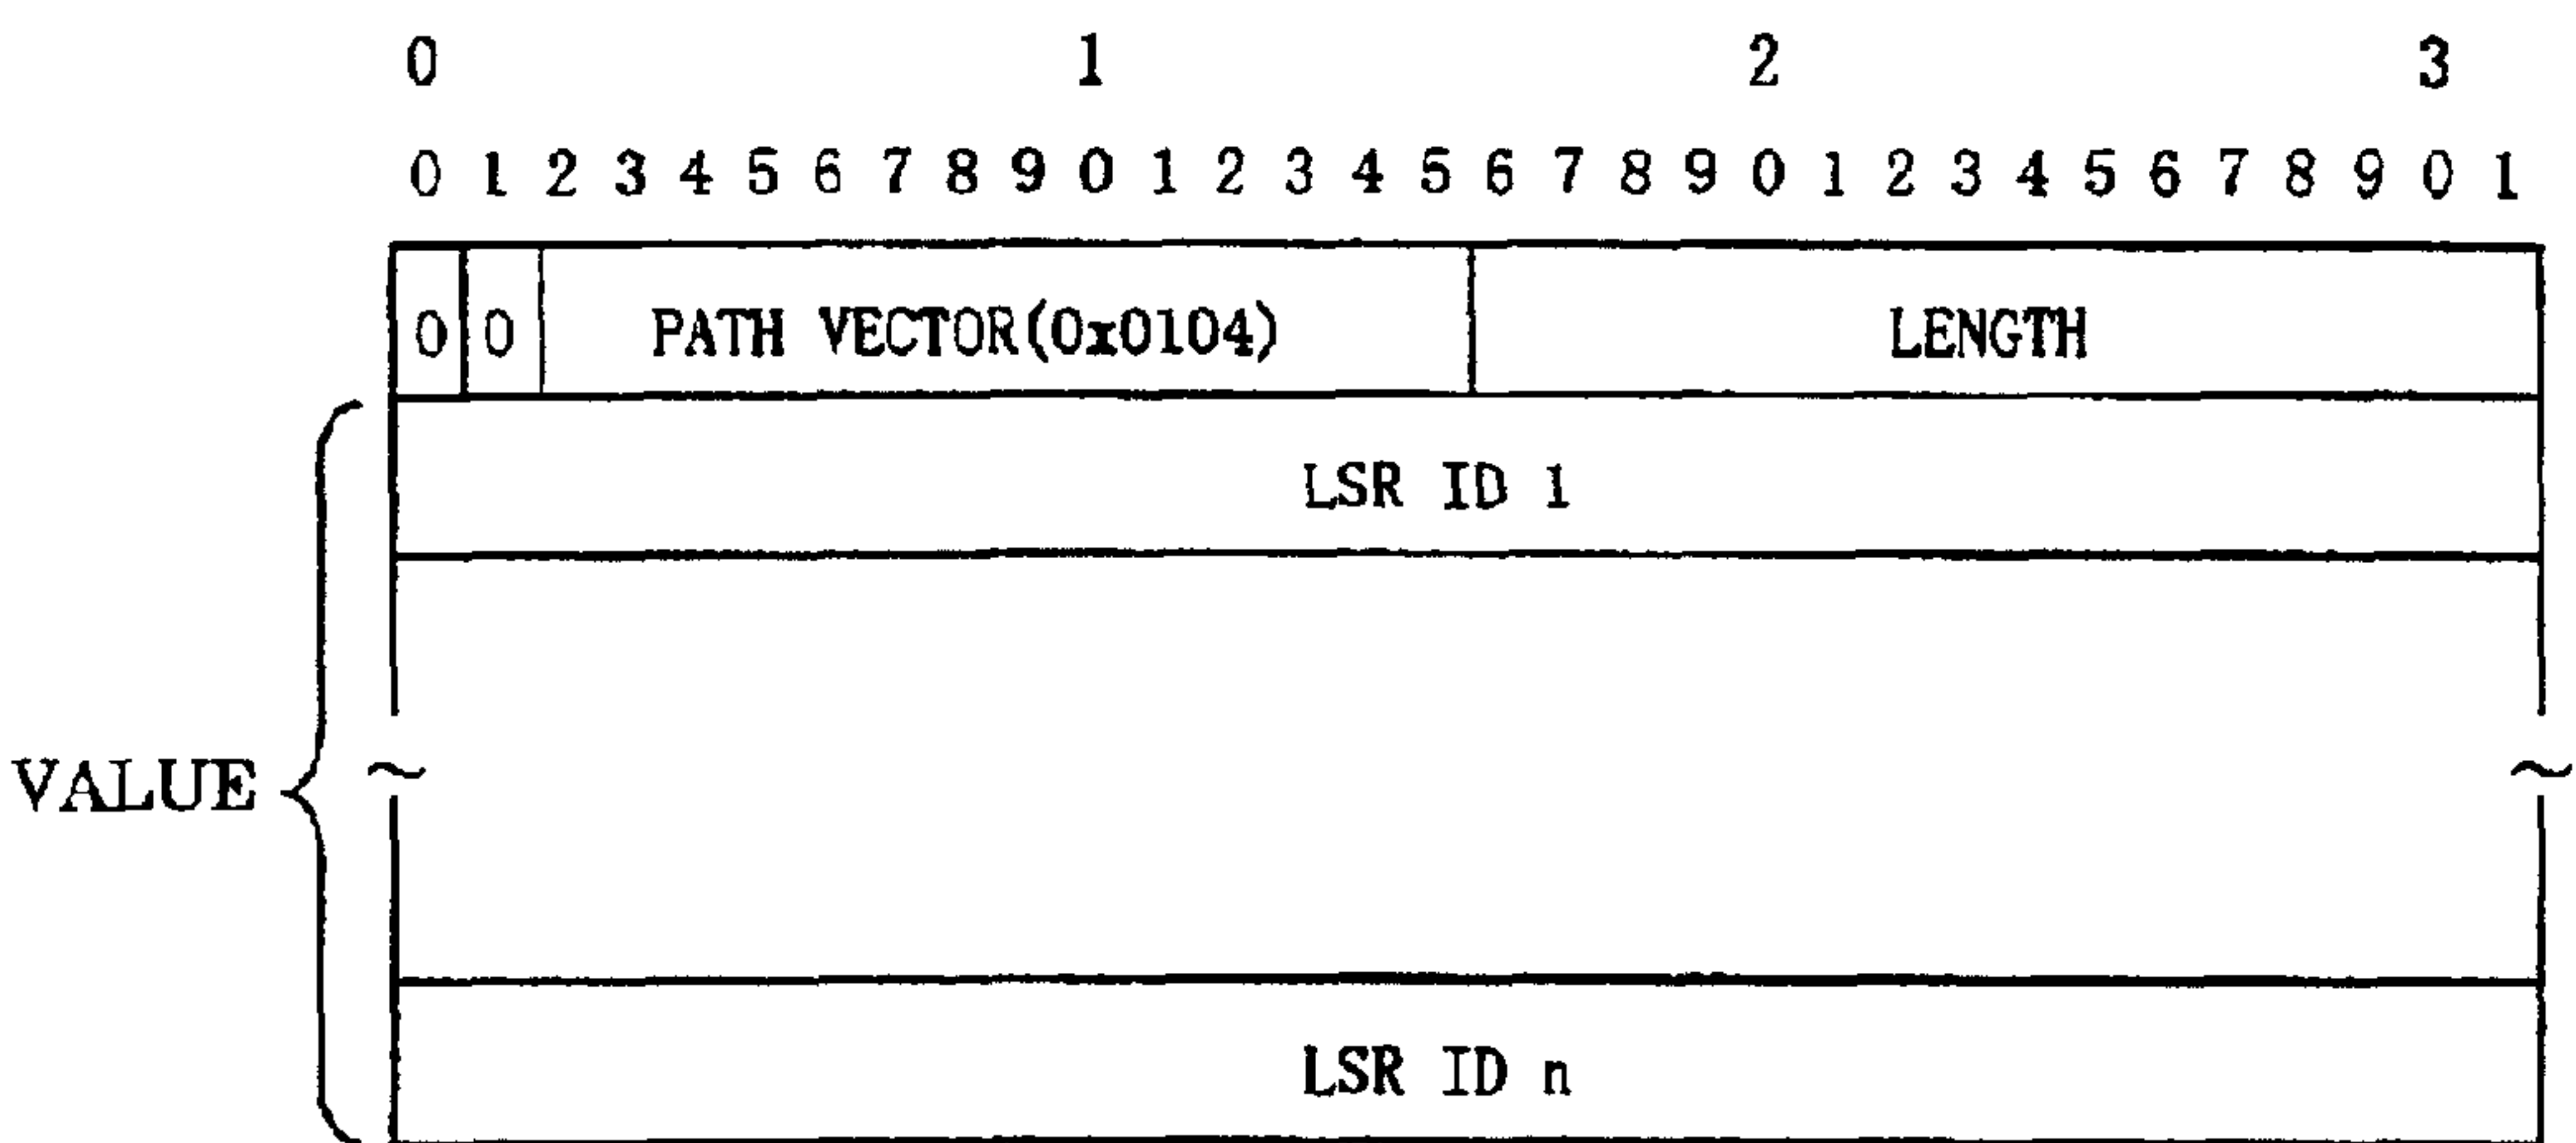 0 1 2 3
0 1 2 3 4 5 6 7 8 9 0 1 2 3 4 5 6 7 8 9 0 1 2 3 4 5 6 7 8 9 0 1
0 0 PATH VECTOR(0x0104) LENGTH
LSR ID 1
VALUE ~ ~
LSR ID n